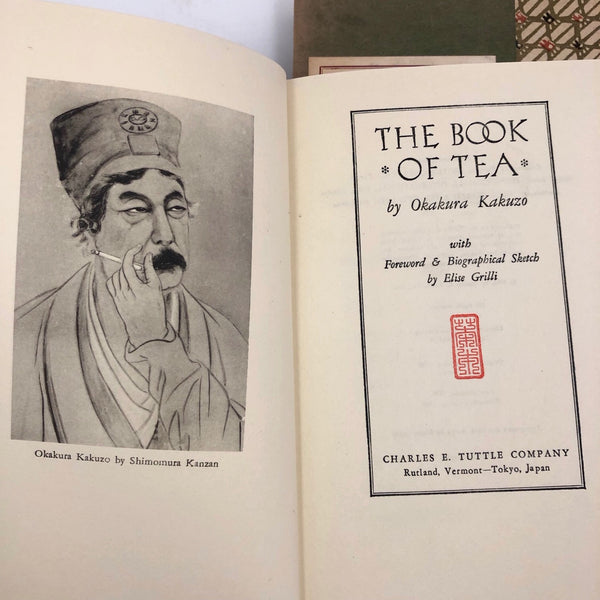 Okakura Kakuzo by Shimomura Kanzan
THE BOOK
* OF TEA *
by Okakura Kakuzo
with
Foreword & Biographical Sketch
by Elise Grilli
CHARLES E. TUTTLE COMPANY
Rutland, Vermont—Tokyo, Japan